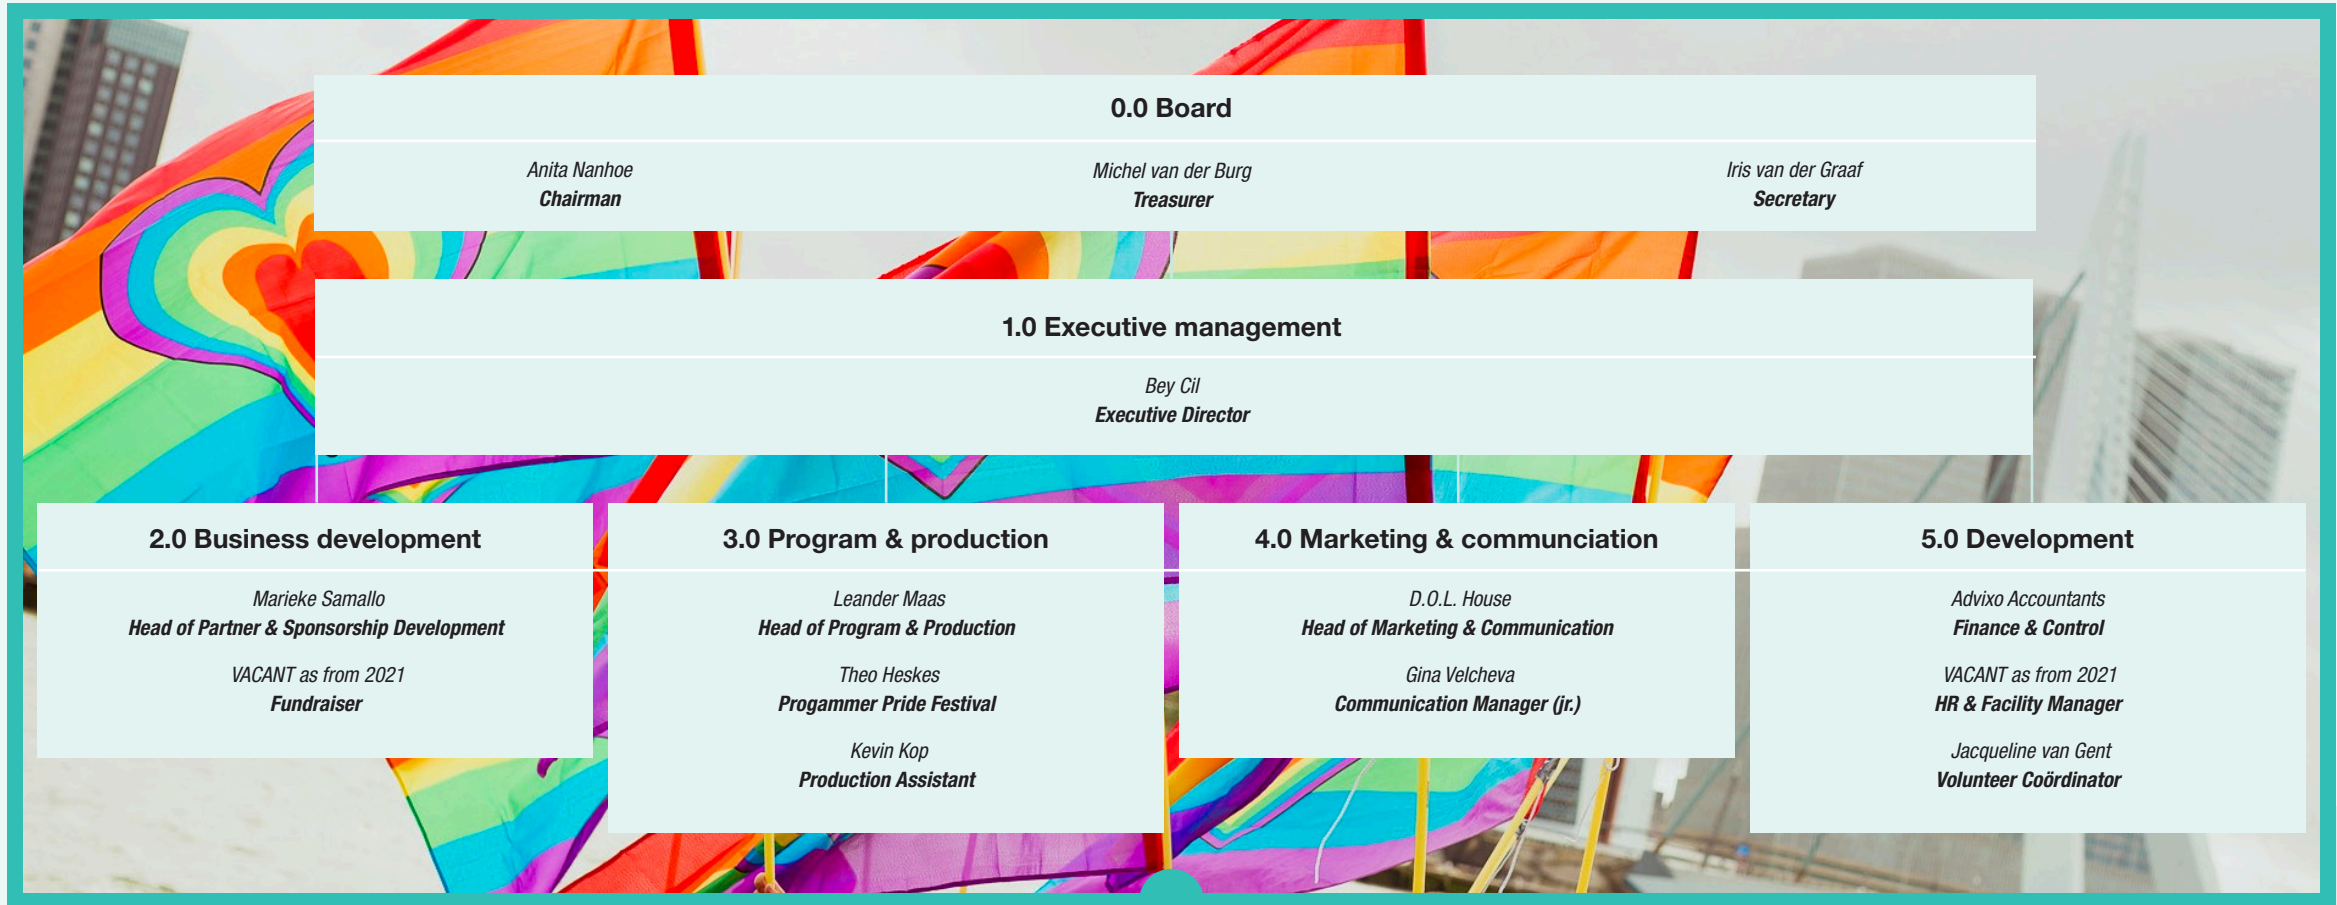 0.0 Board
Anita Nanhoe
Chairman
Michel van der Burg
Treasurer
Iris van der Graaf
Secretary
1.0 Executive management
Bey Cil
Executive Director
2.0 Business development
Marieke Samallo
Head of Partner & Sponsorship Development
VACANT as from 2021
Fundraiser
3.0 Program & production
Leander Maas
Head of Program & Production
Theo Heskes
Progammer Pride Festival
Kevin Kop
Production Assistant
4.0 Marketing & communciation
D.O.L. House
Head of Marketing & Communication
Gina Velcheva
Communication Manager (jr.)
5.0 Development
Advixo Accountants
Finance & Control
VACANT as from 2021
HR & Facility Manager
Jacqueline van Gent
Volunteer Coördinator